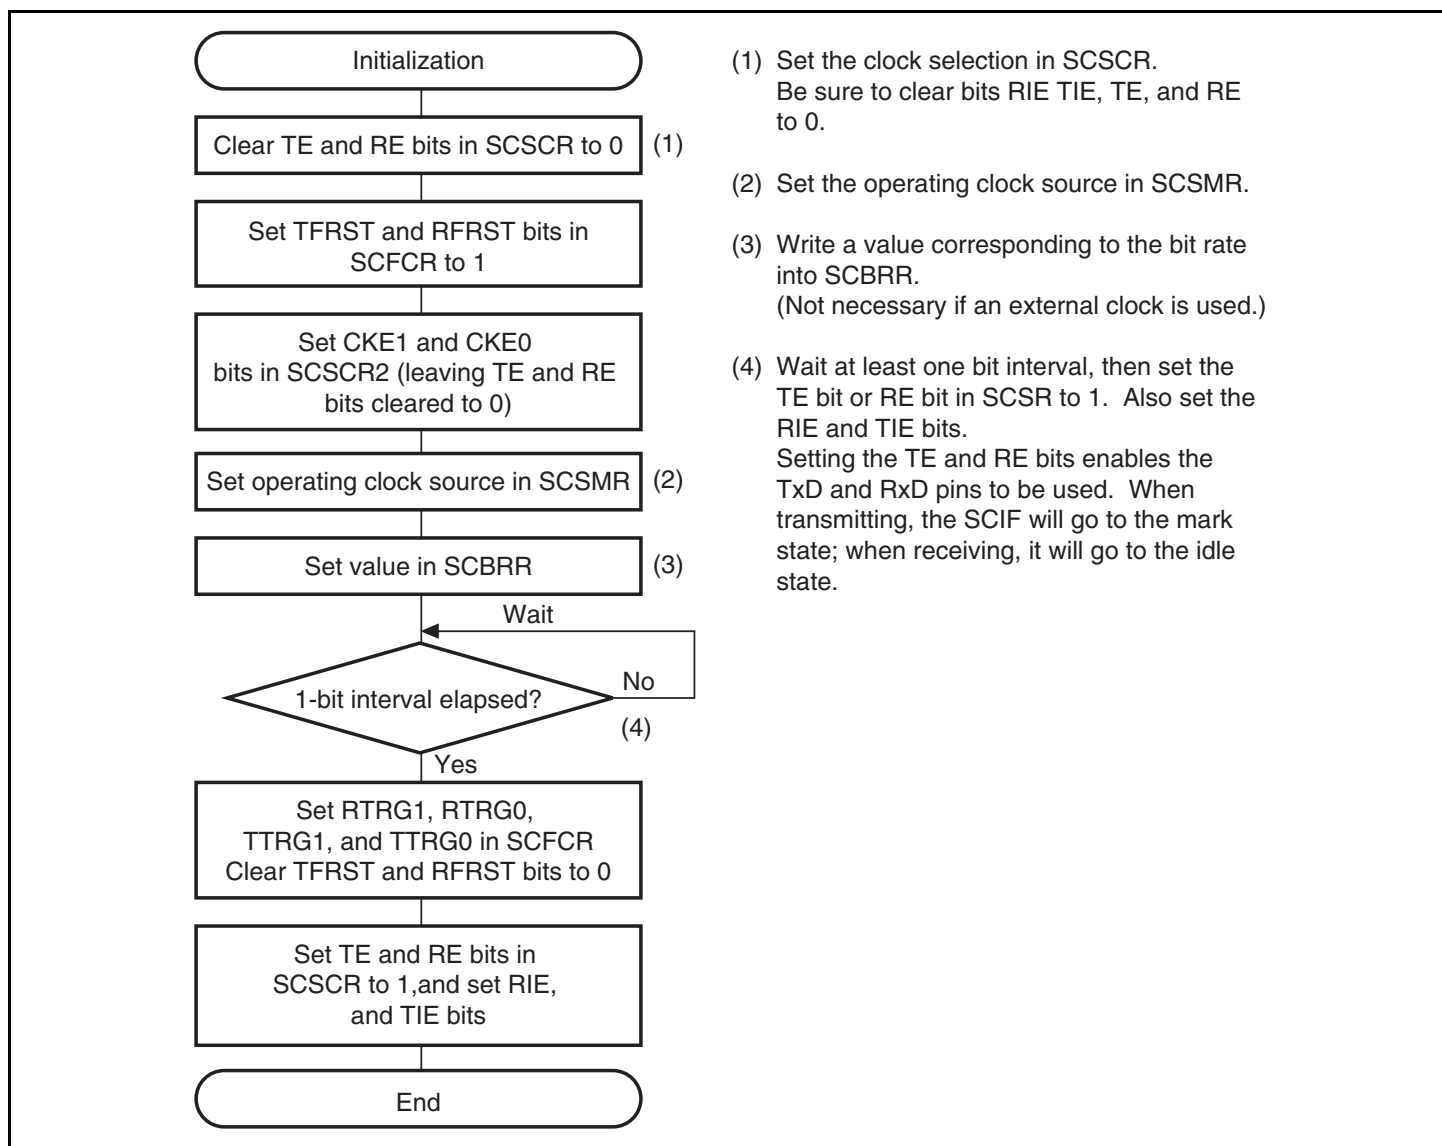 Initialization
Clear TE and RE bits in SCSCR to 0
(1)
Set TFRST and RFRST bits in
SCFCR to 1
Set CKE1 and CKE0
bits in SCSCR2 (leaving TE and RE
bits cleared to 0)
Set operating clock source in SCSMR
(2)
Set value in SCBRR
(3)
Wait
1-bit interval elapsed?
No
(4)
Yes
Set RTRG1, RTRG0,
TTRG1, and TTRG0 in SCFCR
Clear TFRST and RFRST bits to 0
Set TE and RE bits in
SCSCR to 1,and set RIE,
and TIE bits
End
(1) Set the clock selection in SCSCR.
Be sure to clear bits RIE TIE, TE, and RE
to 0.
(2) Set the operating clock source in SCSMR.
(3) Write a value corresponding to the bit rate
into SCBRR.
(Not necessary if an external clock is used.)
(4) Wait at least one bit interval, then set the
TE bit or RE bit in SCSR to 1. Also set the
RIE and TIE bits.
Setting the TE and RE bits enables the
TxD and RxD pins to be used. When
transmitting, the SCIF will go to the mark
state; when receiving, it will go to the idle
state.